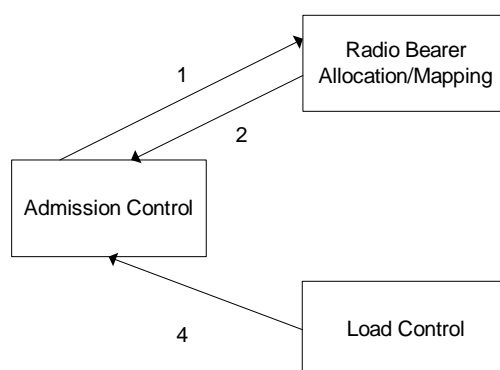 Radio Bearer
Allocation/Mapping
1
2
Admission Control
4
Load Control